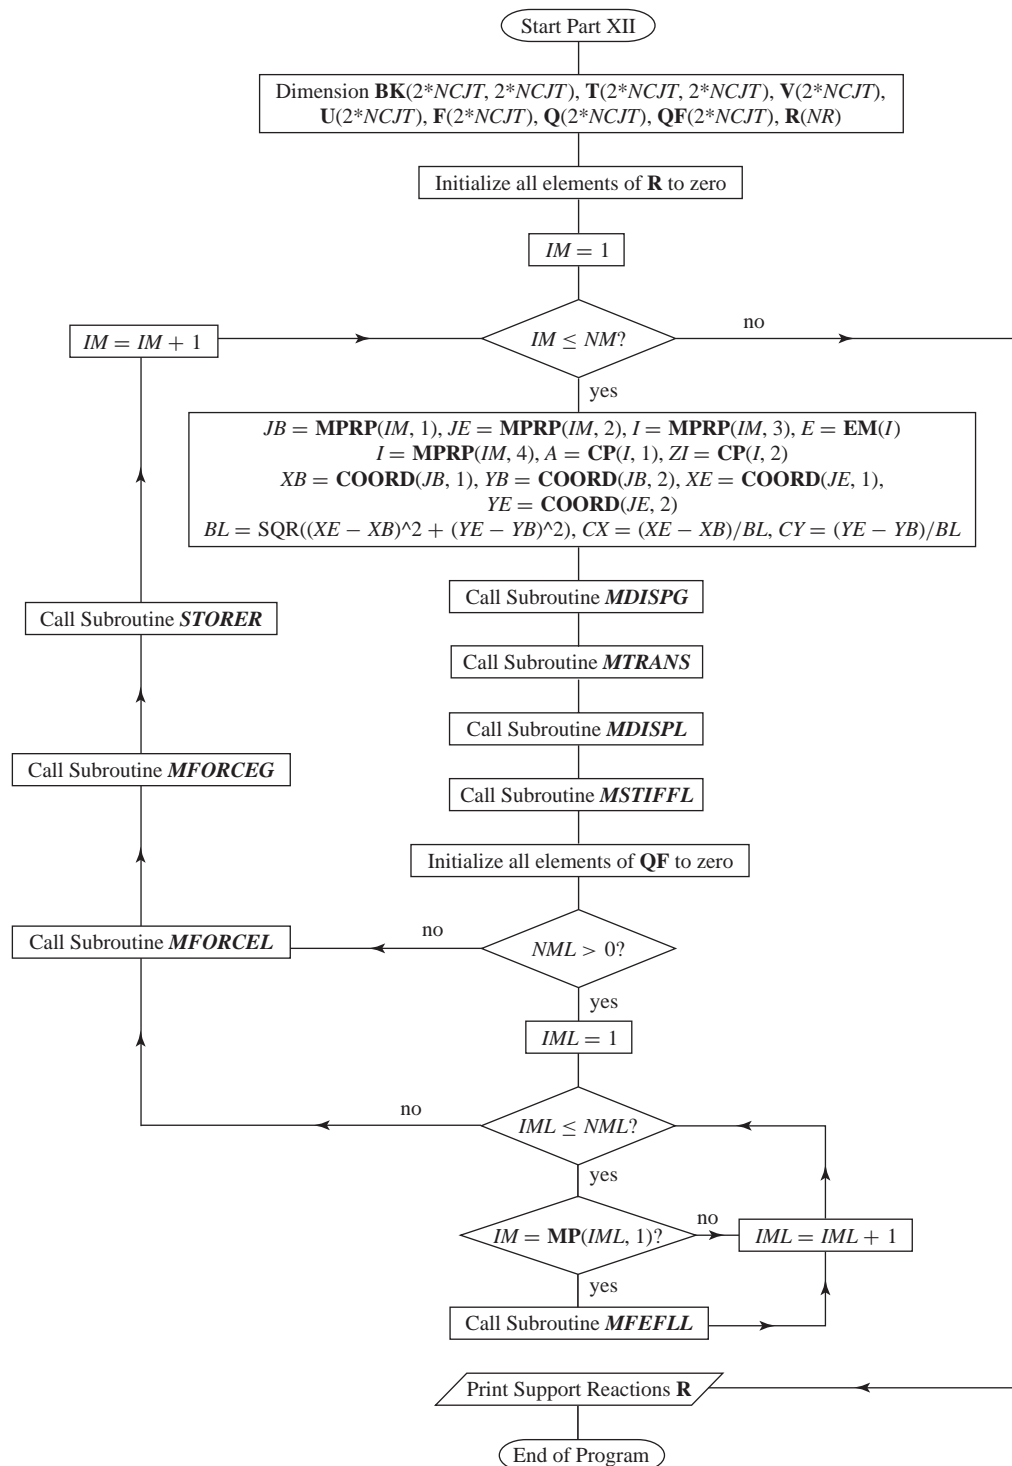 Start Part XII
Dimension BK(2*NCJT, 2*NCJT), T(2*NCJT, 2*NCJT), V(2*NCJT),
U(2*NCJT), F(2*NCJT), Q(2*NCJT), QF(2*NCJT), R(NR)
Initialize all elements of R to zero
IM = 1
IM = IM + 1
IM ≤ NM?
no
yes
JB = MPRP(IM, 1), JE = MPRP(IM, 2), I = MPRP(IM, 3), E = EM(I)
I = MPRP(IM, 4), A = CP(I, 1), ZI = CP(I, 2)
XB = COORD(JB, 1), YB = COORD(JB, 2), XE = COORD(JE, 1),
YE = COORD(JE, 2)
BL = SQR((XE − XB)^2 + (YE − YB)^2), CX = (XE − XB)/BL, CY = (YE − YB)/BL
Call Subroutine MDISPG
Call Subroutine STORER
Call Subroutine MTRANS
Call Subroutine MDISPL
Call Subroutine MFORCEG
Call Subroutine MSTIFFL
Initialize all elements of QF to zero
Call Subroutine MFORCEL
no
NML > 0?
yes
IML = 1
no
IML ≤ NML?
yes
IM = MP(IML, 1)?
no
IML = IML + 1
yes
Call Subroutine MFEFLL
Print Support Reactions R
End of Program